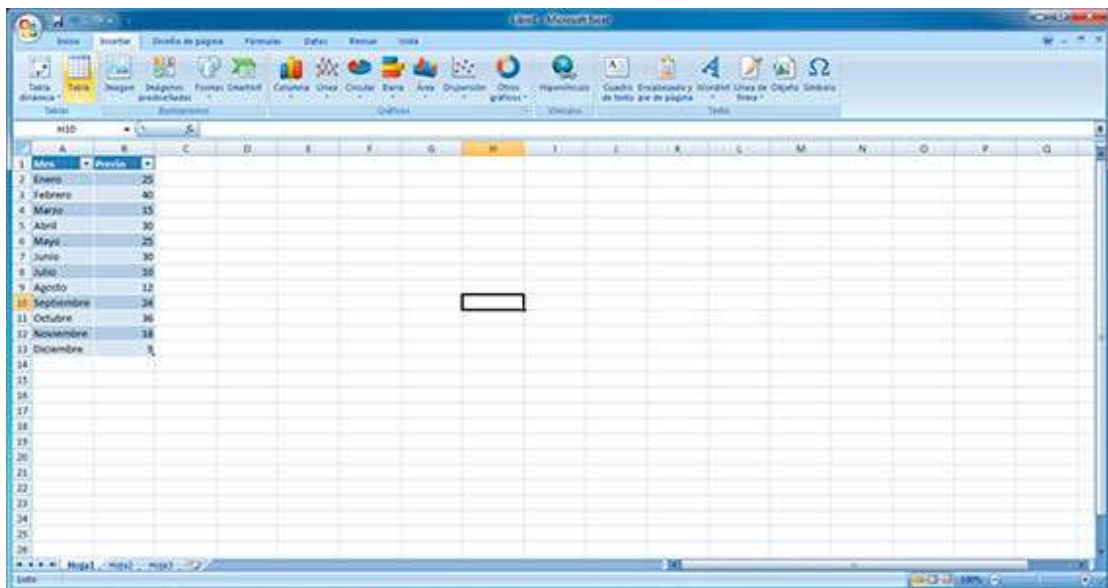 Libro1 - Microsoft Excel
Inicio Insertar Diseño de página Fórmulas Datos Revisar Vista
Tabla dinámica Tabla Imagen Imágenes prediseñadas Formas SmartArt Columna Línea Circular Barra Área Dispersión Otros gráficos Hipervínculo Cuadro de texto Encabezado y pie de página WordArt Línea de firma Objeto Símbolo
Tablas Ilustraciones Gráficos Vínculos Texto
H10 fx
A B C D E F G H I J K L M N O P Q
1 Mes Precio
2 Enero 25
3 Febrero 40
4 Marzo 15
5 Abril 30
6 Mayo 25
7 Junio 30
8 Julio
9 Agosto 12
10 Septiembre 24
11 Octubre 36
12 Noviembre 18
13 Diciembre 9
14
15
16
17
18
19
20
21
22
23
24
25
26
Hoja1 Hoja2 Hoja3
Listo 100%